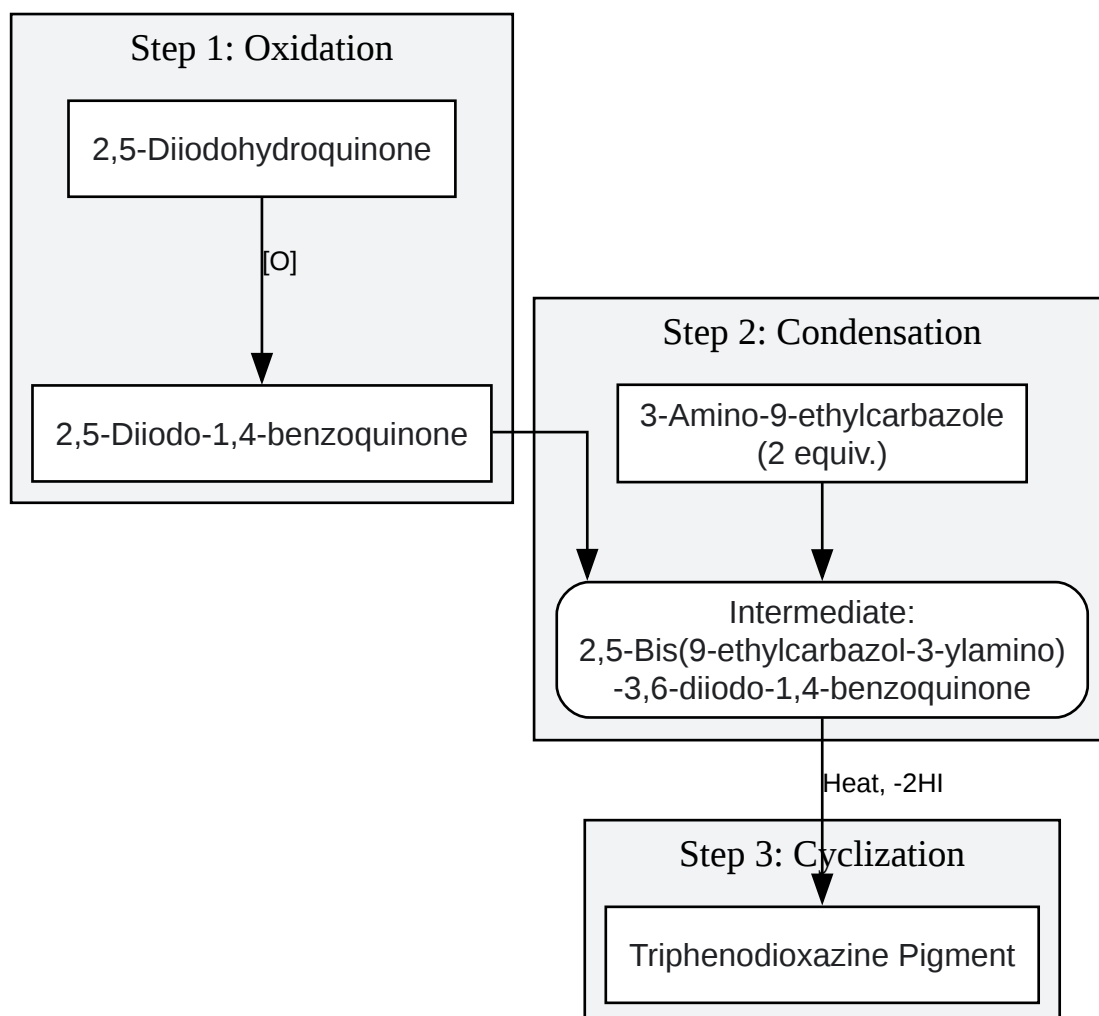 Step 1: Oxidation
2,5-Diiodohydroquinone
[O]
2,5-Diiodo-1,4-benzoquinone
Step 2: Condensation
3-Amino-9-ethylcarbazole
(2 equiv.)
Intermediate:
2,5-Bis(9-ethylcarbazol-3-ylamino)
-3,6-diiodo-1,4-benzoquinone
Heat, -2HI
Step 3: Cyclization
Triphenodioxazine Pigment